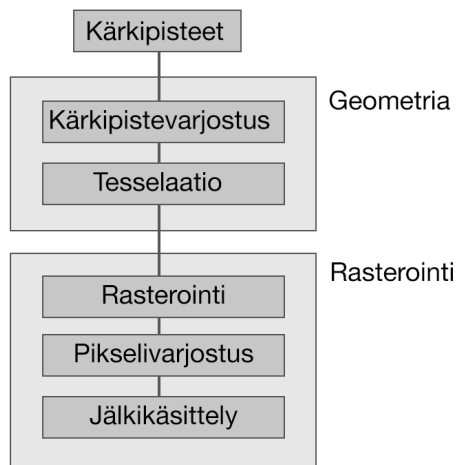 Kärkipisteet
Geometria
Kärkipistevarjostus
Tesselaatio
Rasterointi
Rasterointi
Pikselivarjostus
Jälkikäsittely